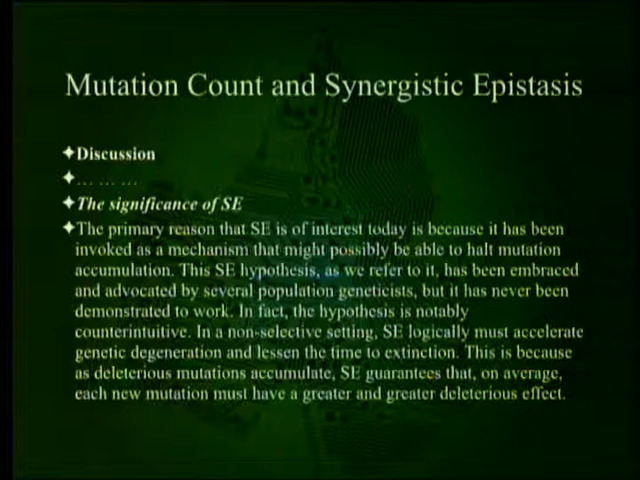 Mutation Count and Synergistic Epistasis
Discussion
... ... ...
The significance of SE
The primary reason that SE is of interest today is because it has been
invoked as a mechanism that might possibly be able to halt mutation
accumulation. This SE hypothesis, as we refer to it, has been embraced
and advocated by several population geneticists, but it has never been
demonstrated to work. In fact, the hypothesis is notably
counterintuitive. In a non-selective setting, SE logically must accelerate
genetic degeneration and lessen the time to extinction. This is because
as deleterious mutations accumulate, SE guarantees that, on average,
each new mutation must have a greater and greater deleterious effect.